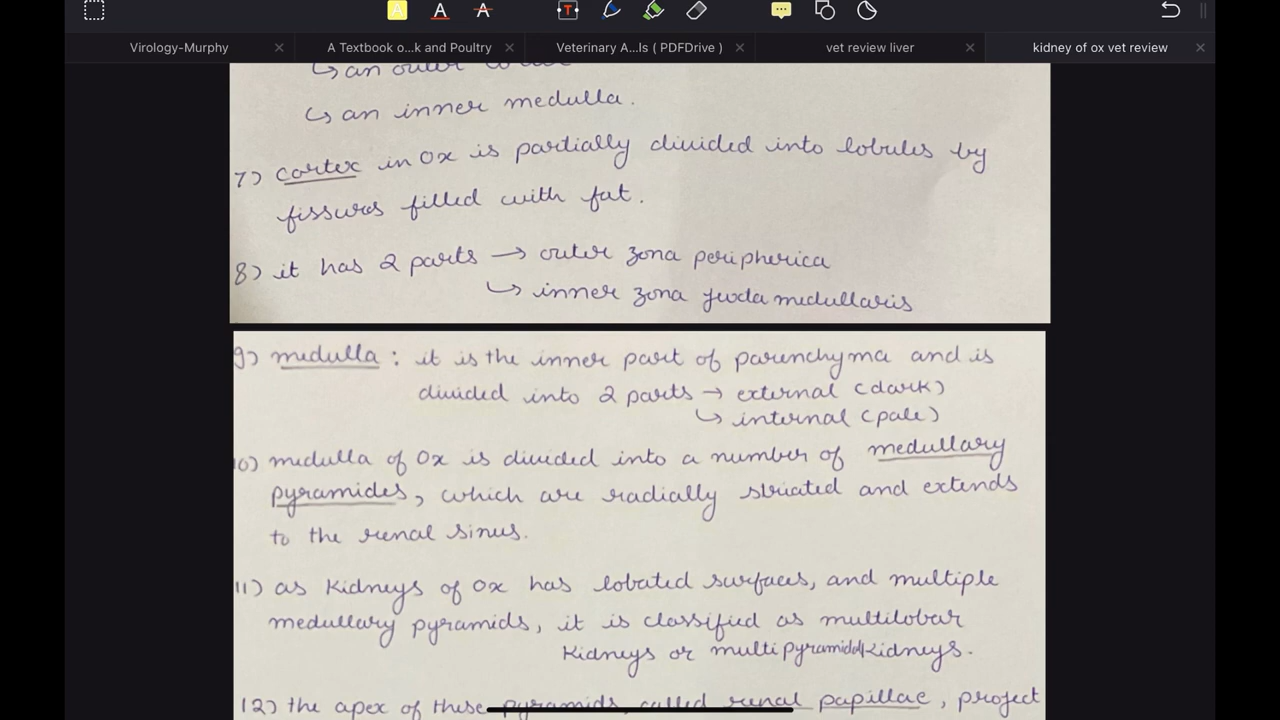 A A A T
Virology-Murphy × A Textbook o...k and Poultry × Veterinary A...ls ( PDFDrive ) × vet review liver × kidney of ox vet review ×
↳ an outer
↳ an inner medulla.
7) cortex in Ox is partially divided into lobules by
fissures filled with fat.
8) it has 2 parts → outer zona peripherica
↳ inner zona juxtamedullaris
9) medulla : it is the inner part of parenchyma and is
divided into 2 parts → external (dark)
↳ internal (pale)
10) medulla of Ox is divided into a number of medullary
pyramides, which are radially striated and extends
to the renal sinus.
11) as Kidneys of Ox has lobated surfaces, and multiple
medullary pyramids, it is classified as multilobar
Kidneys or multipyramidal Kidneys.
12) the apex of these pyramids, called renal papillae, project